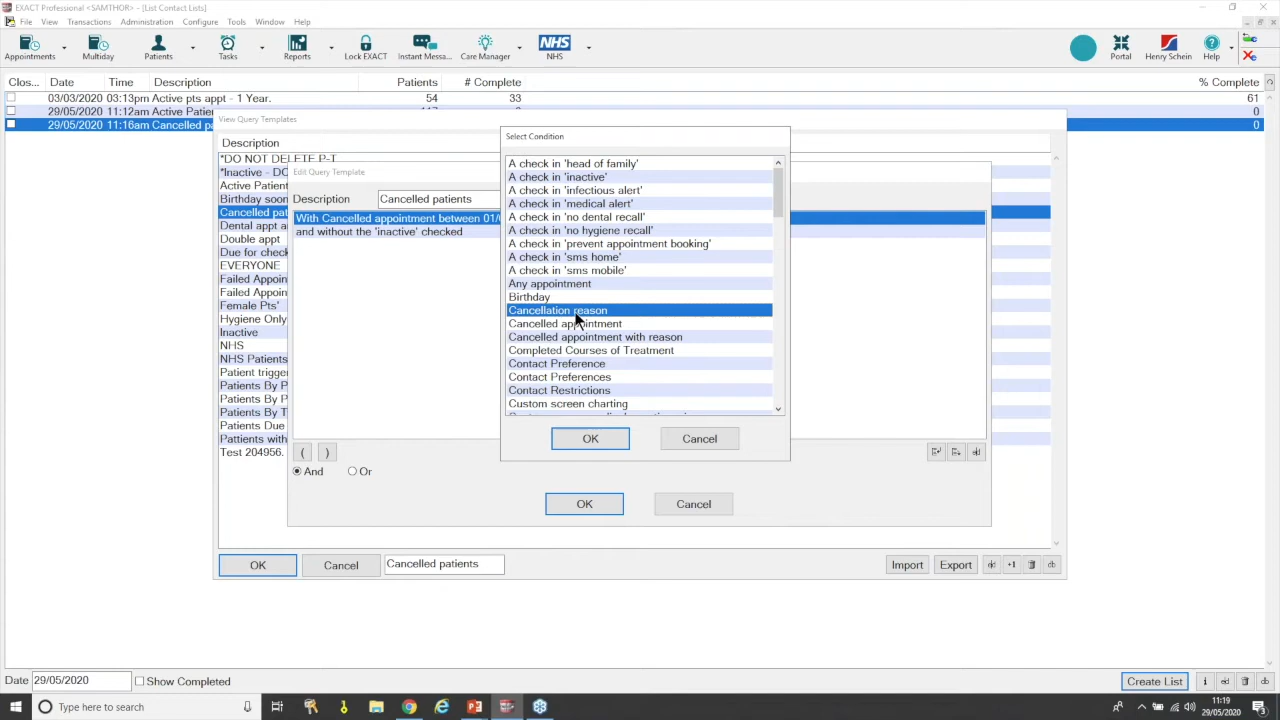 EXACT Professional <SAMTHOR> - [List Contact Lists]
File View Transactions Administration Configure Tools Window Help
Appointments Multiday Patients Tasks Reports Lock EXACT Instant Messa... Care Manager NHS NHS Portal Henry Schein Help
Clos... Date Time Description Patients # Complete % Complete
03/03/2020 03:13pm Active pts appt - 1 Year. 54 33 61
29/05/2020 11:12am Active Patien 0
29/05/2020 11:16am Cancelled pa 0
View Query Templates
Description
*DO NOT DELETE P-T
*Inactive - DO
Active Patient
Birthday soon
Cancelled pat
Dental appt a
Double appt
Due for check
EVERYONE
Failed Appoin
Failed Appoin
Female Pts'
Hygiene Only
Inactive
NHS
NHS Patients
Patient trigger
Patients By P
Patients By P
Patients By T
Patients Due
Pattients with
Test 204956.
OK Cancel Cancelled patients Import Export +1
Edit Query Template
Description Cancelled patients
With Cancelled appointment between 01/0
and without the 'inactive' checked
( )
And Or
OK Cancel
Select Condition
A check in 'head of family'
A check in 'inactive'
A check in 'infectious alert'
A check in 'medical alert'
A check in 'no dental recall'
A check in 'no hygiene recall'
A check in 'prevent appointment booking'
A check in 'sms home'
A check in 'sms mobile'
Any appointment
Birthday
Cancellation reason
Cancelled appointment
Cancelled appointment with reason
Completed Courses of Treatment
Contact Preference
Contact Preferences
Contact Restrictions
Custom screen charting
OK Cancel
Date 29/05/2020 Show Completed Create List
Type here to search 11:19
29/05/2020 3